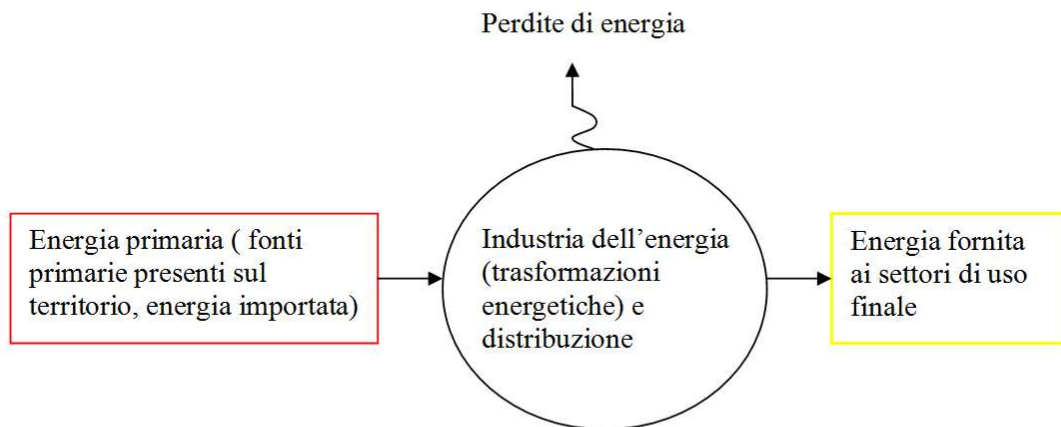 Perdite di energia
Energia primaria ( fonti
primarie presenti sul
territorio, energia importata)
Industria dell’energia
(trasformazioni
energetiche) e
distribuzione
Energia fornita
ai settori di uso
finale